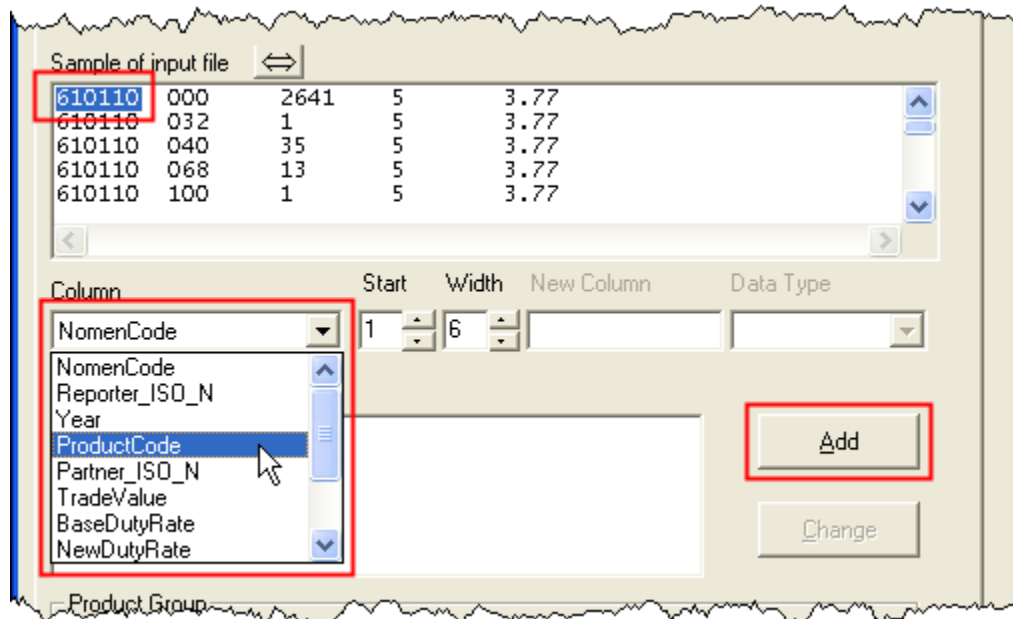 Sample of input file
610110 000 2641 5 3.77
610110 032 1 5 3.77
610110 040 35 5 3.77
610110 068 13 5 3.77
610110 100 1 5 3.77
Column Start Width New Column Data Type
NomenCode 1 6
NomenCode
Reporter_ISO_N
Year
ProductCode
Partner_ISO_N
TradeValue
BaseDutyRate
NewDutyRate
Add
Change
Product Group